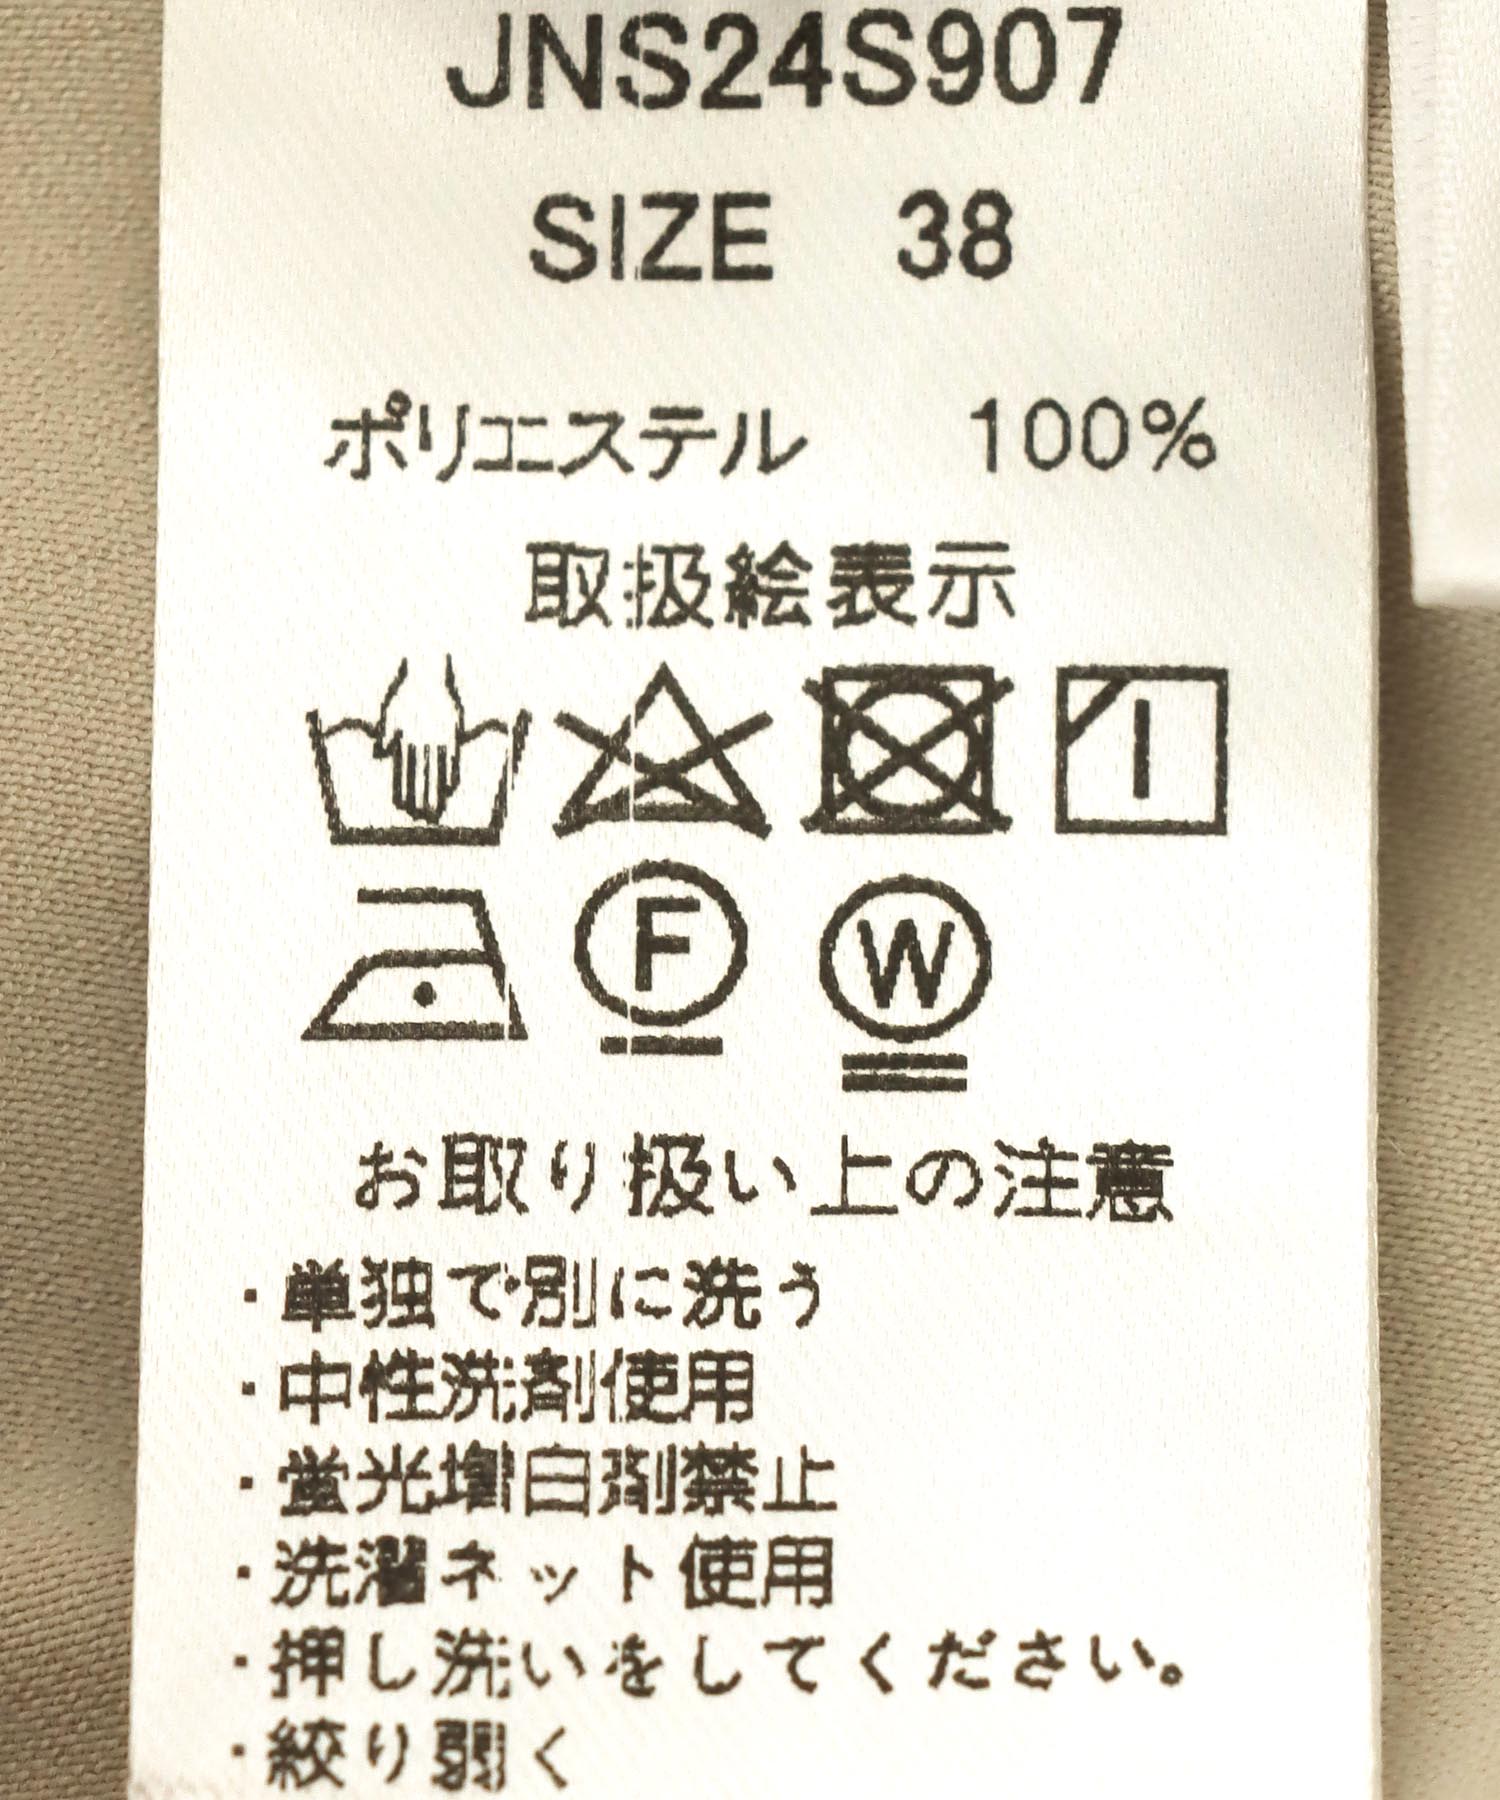 JNS24S907
SIZE 38
ポリエステル 100%
取扱絵表示
F W
お取り扱い上の注意
・単独で別に洗う
・中性洗剤使用
・蛍光増白剤禁止
・洗濯ネット使用
・押し洗いをしてください。
・絞り弱く